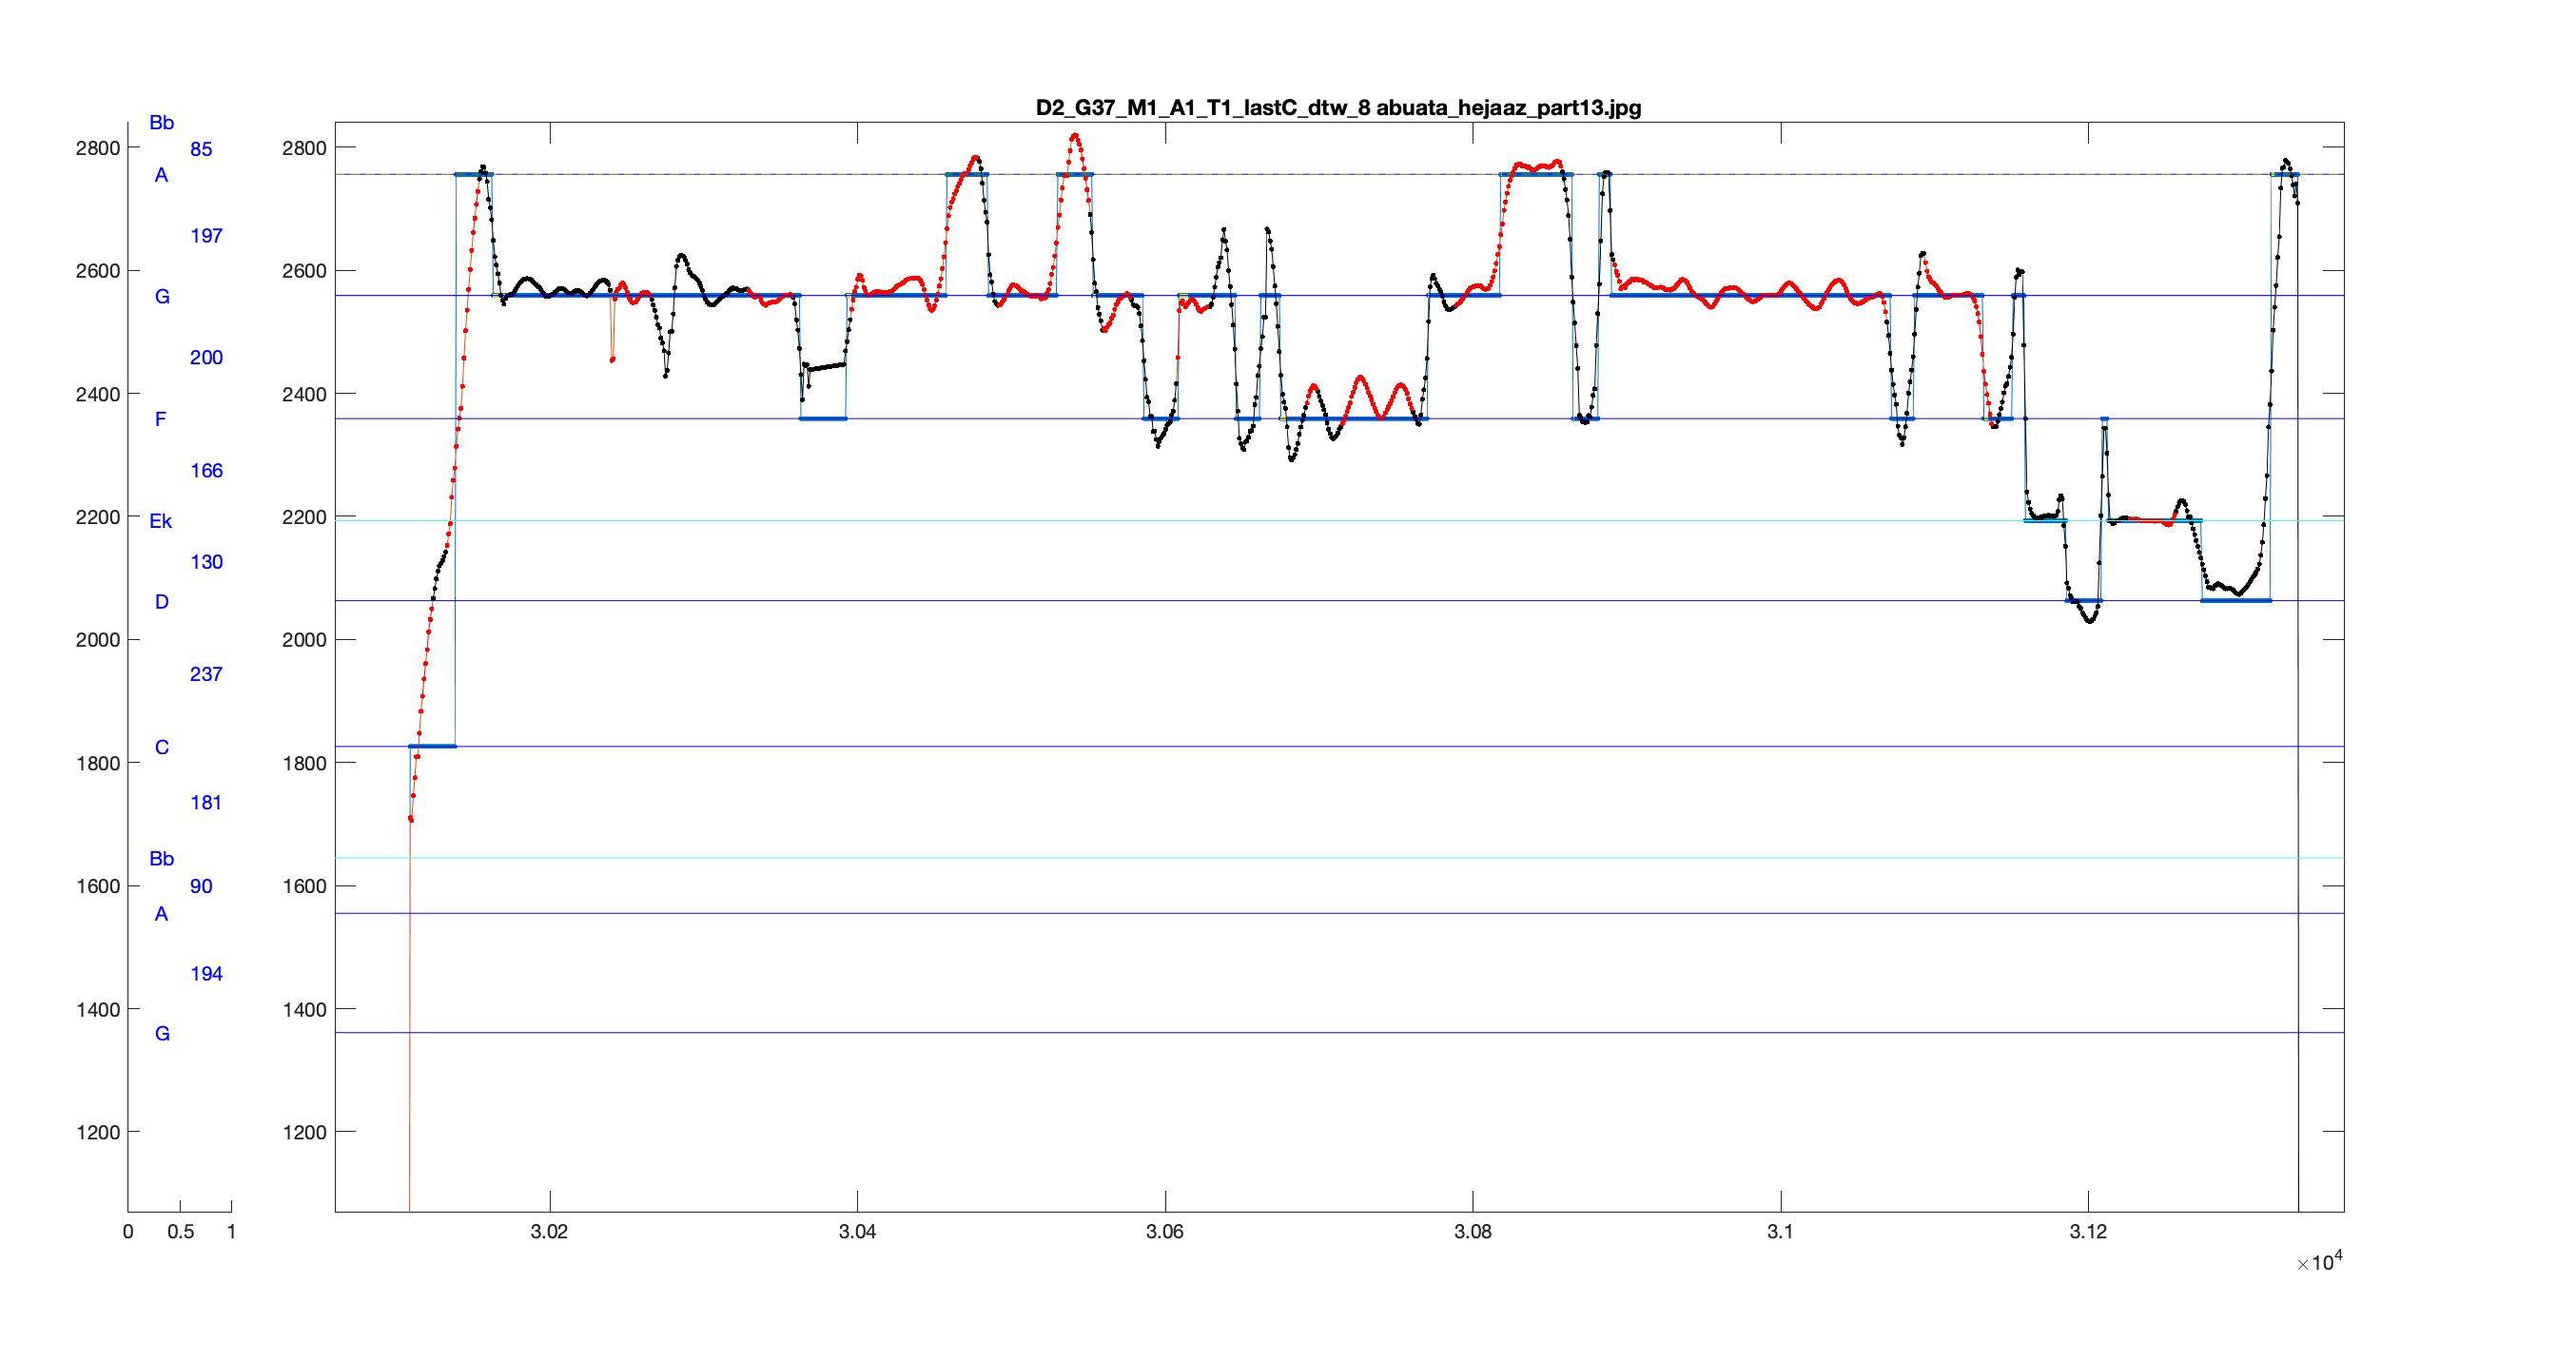 D2_G37_M1_A1_T1_lastC_dtw_8 abuata_hejaaz_part13.jpg
Bb
2800 85 2800
A
197
2600 2600
G
200
2400 2400
F
166
2200 Ek 2200
130
D
2000 2000
237
C
1800 1800
181
Bb
1600 90 1600
A
194
1400 1400
G
1200 1200
0 0.5 1 3.02 3.04 3.06 3.08 3.1 3.12
×10^4